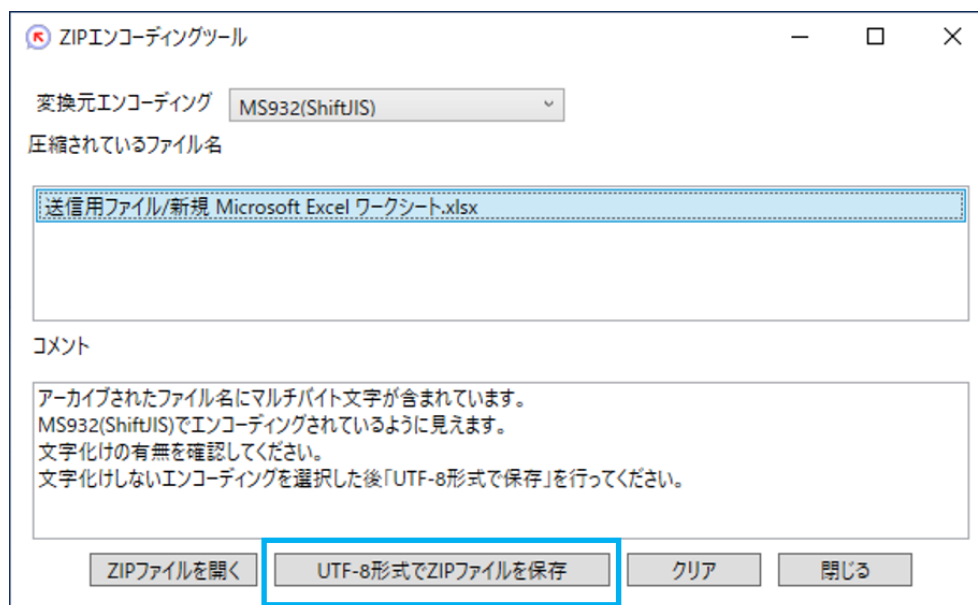 ZIPエンコーディングツール
変換元エンコーディング MS932(ShiftJIS)
圧縮されているファイル名
送信用ファイル/新規 Microsoft Excel ワークシート.xlsx
コメント
アーカイブされたファイル名にマルチバイト文字が含まれています。
MS932(ShiftJIS)でエンコーディングされているように見えます。
文字化けの有無を確認してください。
文字化けしないエンコーディングを選択した後「UTF-8形式で保存」を行ってください。
ZIPファイルを開く UTF-8形式でZIPファイルを保存 クリア 閉じる